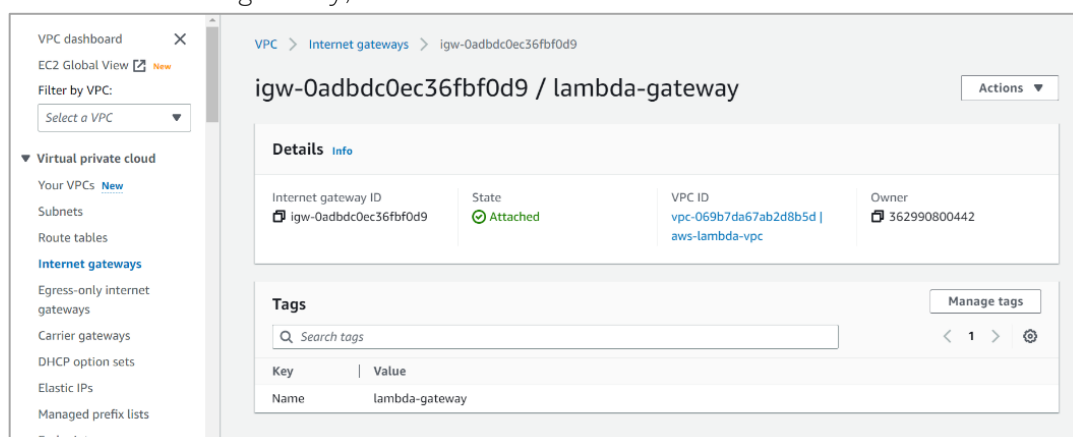 gateway,
VPC dashboard
EC2 Global View New
Filter by VPC:
Select a VPC
Virtual private cloud
Your VPCs New
Subnets
Route tables
Internet gateways
Egress-only internet
gateways
Carrier gateways
DHCP option sets
Elastic IPs
Managed prefix lists
VPC > Internet gateways > igw-0adbdc0ec36fbf0d9
igw-0adbdc0ec36fbf0d9 / lambda-gateway
Actions
Details Info
Internet gateway ID
igw-0adbdc0ec36fbf0d9
State
Attached
VPC ID
vpc-069b7da67ab2d8b5d |
aws-lambda-vpc
Owner
362990800442
Tags
Manage tags
Search tags
1
Key Value
Name lambda-gateway